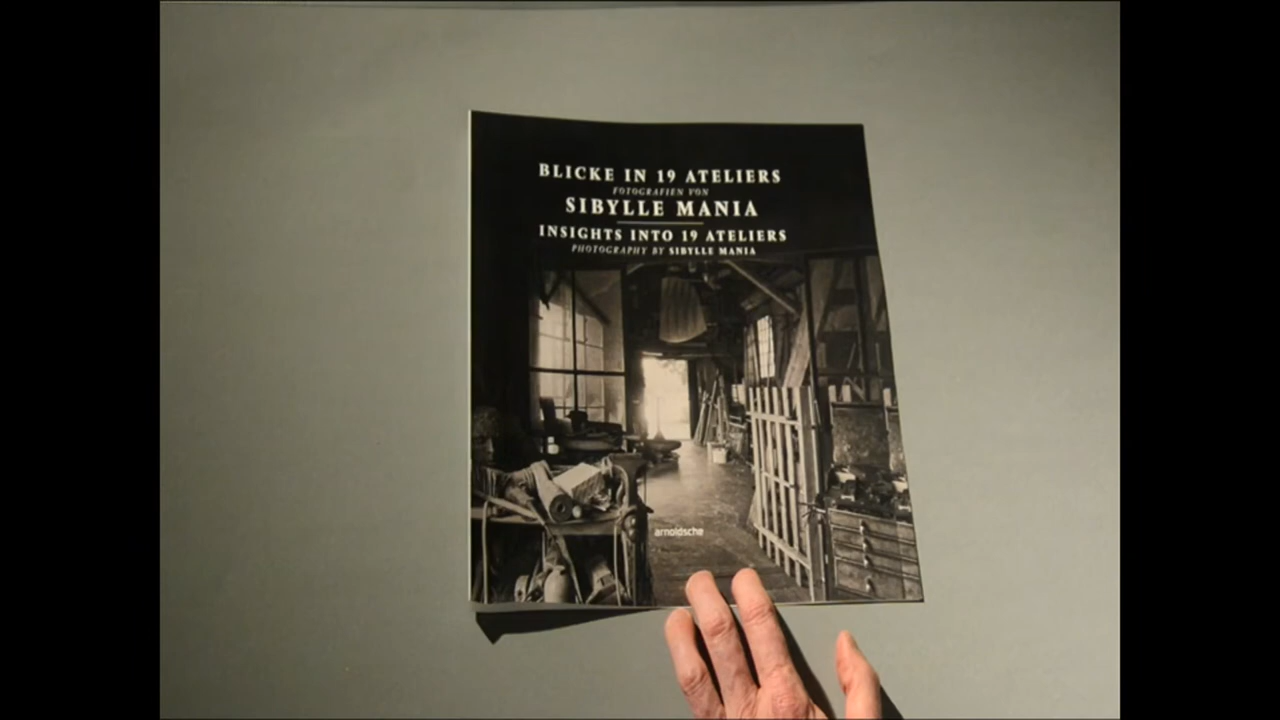 BLICKE IN 19 ATELIERS
FOTOGRAFIEN VON
SIBYLLE MANIA
INSIGHTS INTO 19 ATELIERS
PHOTOGRAPHY BY SIBYLLE MANIA
arnoldsche